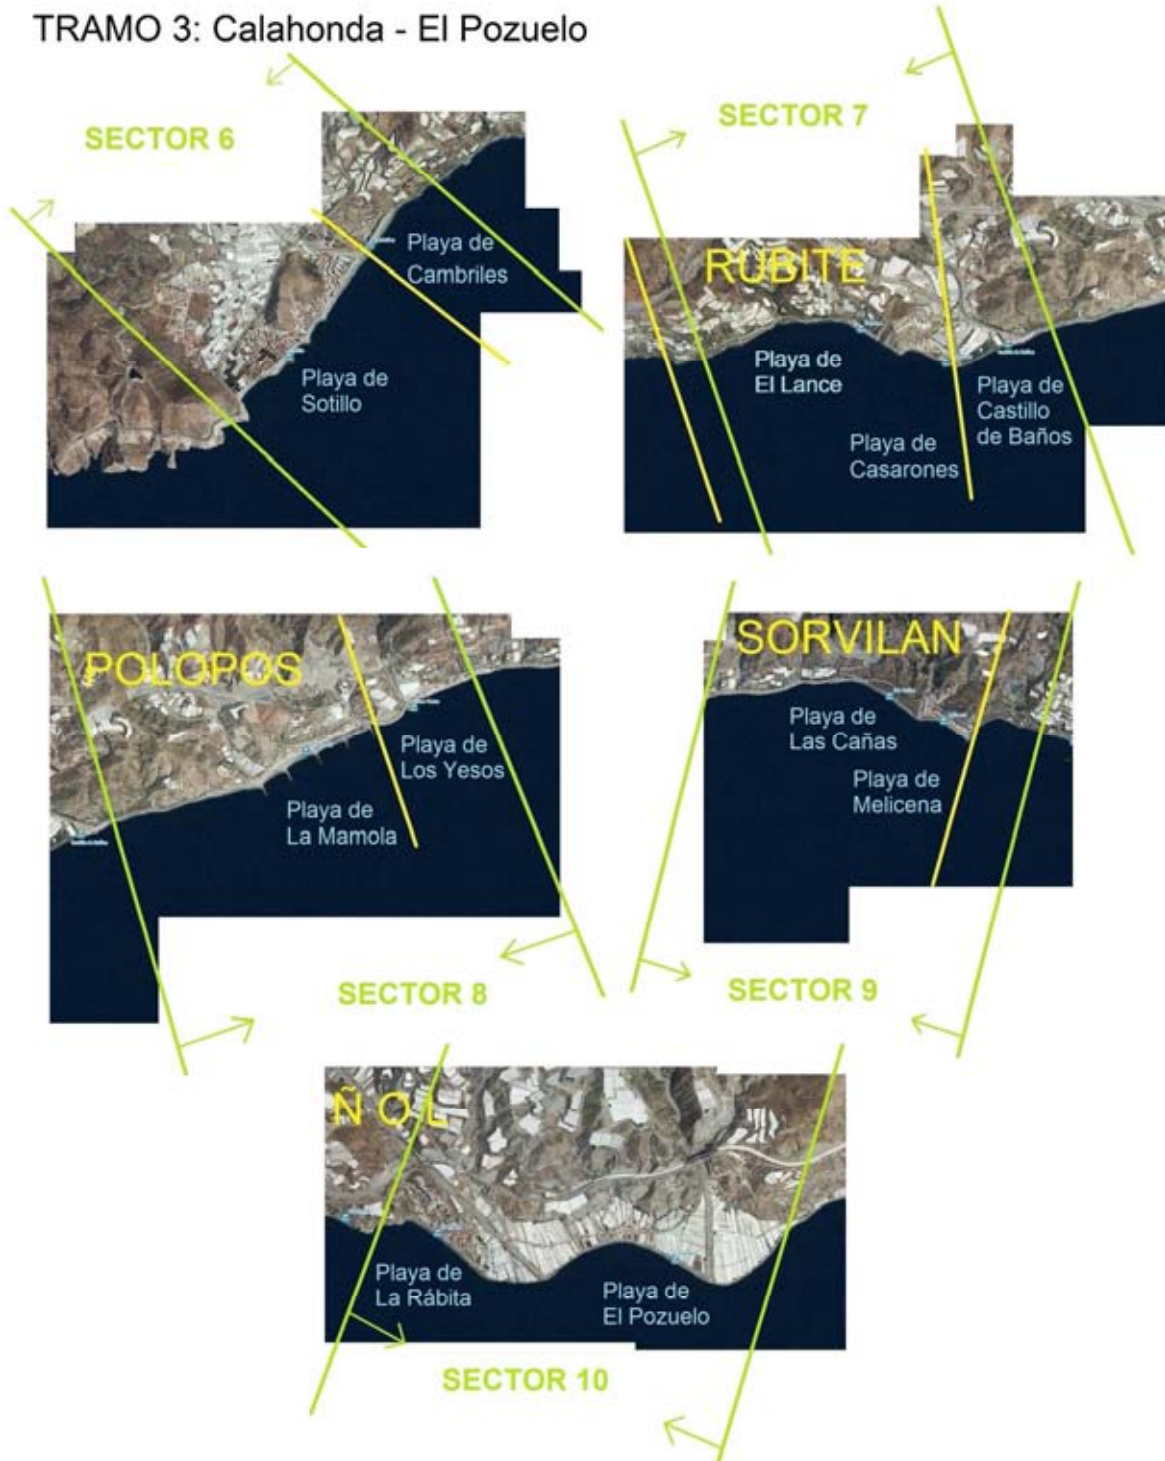 TRAMO 3: Calahonda - El Pozuelo
SECTOR 6
Playa de
Cambriles
Playa de
Sotillo
SECTOR 7
RUBITE
Playa de
El Lance
Playa de
Casarones
Playa de
Castillo
de Baños
POLOPOS
Playa de
Los Yesos
Playa de
La Mamola
SECTOR 8
SORVILAN
Playa de
Las Cañas
Playa de
Melicena
SECTOR 9
Ñ O L
Playa de
La Rábita
Playa de
El Pozuelo
SECTOR 10